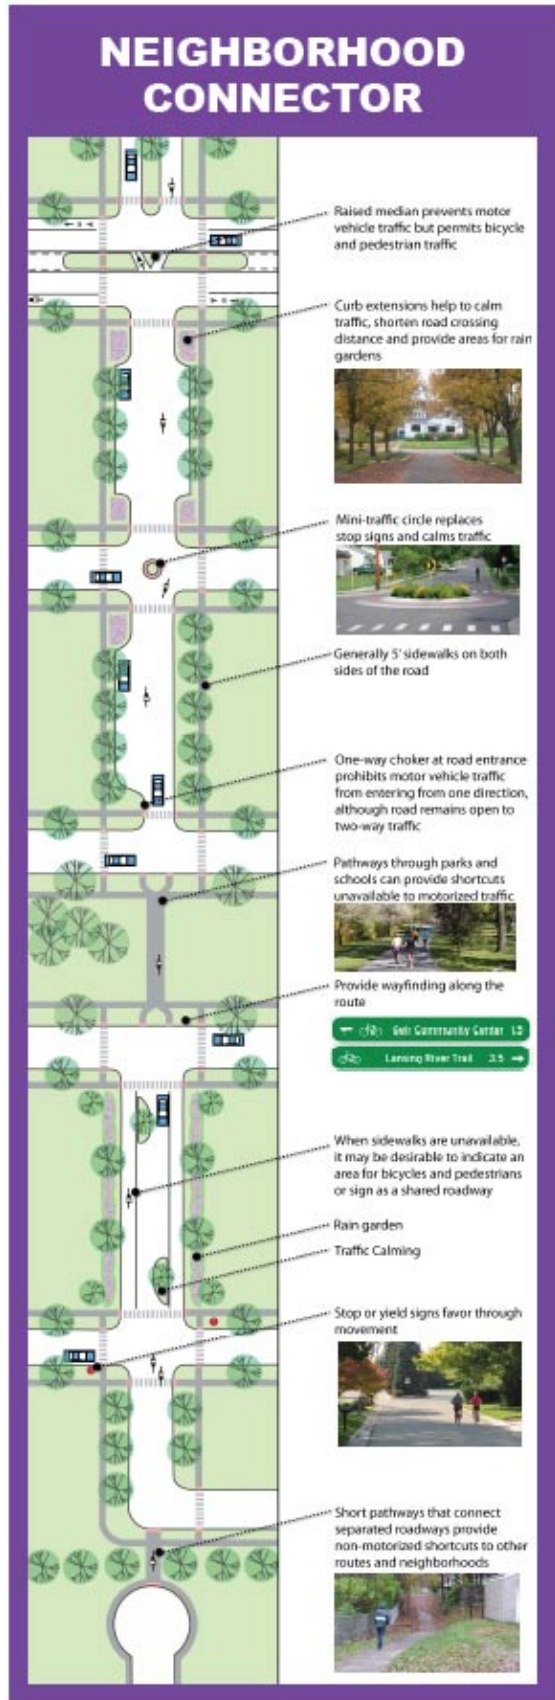 NEIGHBORHOOD
CONNECTOR
Raised median prevents motor
vehicle traffic but permits bicycle
and pedestrian traffic
Curb extensions help to calm
traffic, shorten road crossing
distance and provide areas for rain
gardens
Mini-traffic circle replaces
stop signs and calms traffic
Generally 5' sidewalks on both
sides of the road
One-way choker at road entrance
prohibits motor vehicle traffic
from entering from one direction,
although road remains open to
two-way traffic
Pathways through parks and
schools can provide shortcuts
unavailable to motorized traffic
Provide wayfinding along the
route
Community Center
Lansing River Trail 3.5
When sidewalks are unavailable,
it may be desirable to indicate an
area for bicycles and pedestrians
or sign as a shared roadway
Rain garden
Traffic Calming
Stop or yield signs favor through
movement
Short pathways that connect
separated roadways provide
non-motorized shortcuts to other
routes and neighborhoods